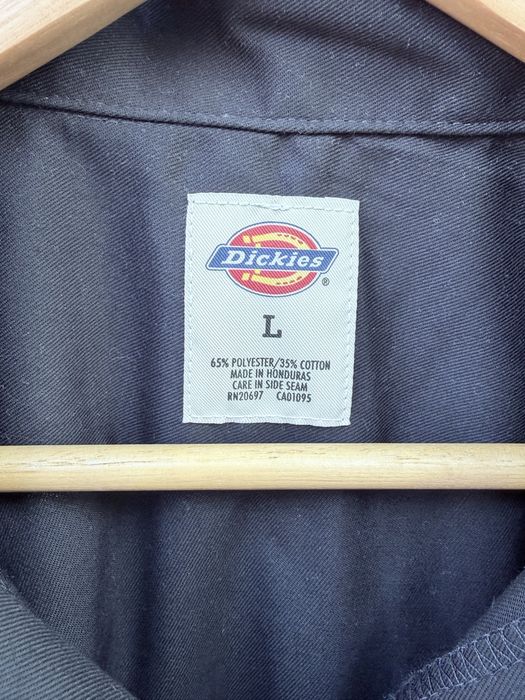 Dickies
®
L
65% POLYESTER/35% COTTON
MADE IN HONDURAS
CARE IN SIDE SEAM
RN20697 CA01095